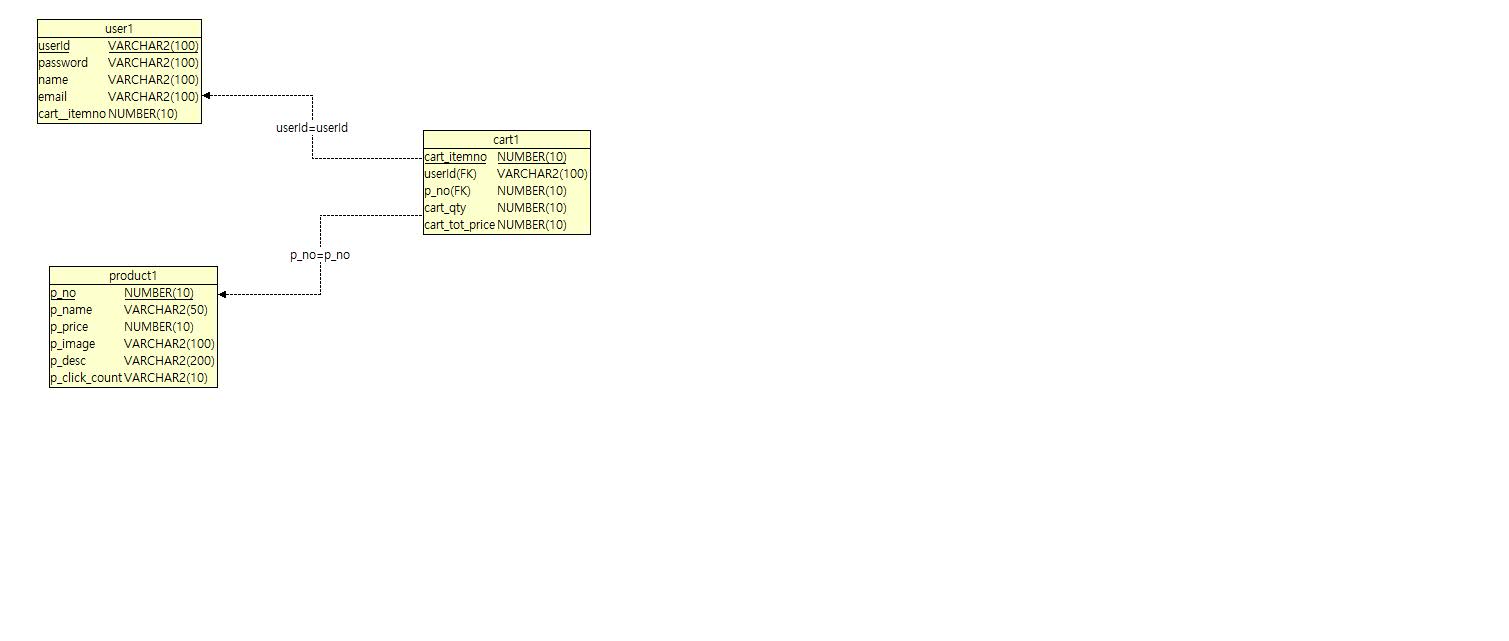 user1
userId VARCHAR2(100)
password VARCHAR2(100)
name VARCHAR2(100)
email VARCHAR2(100)
cart__itemno NUMBER(10)
userId=userId
cart1
cart_itemno NUMBER(10)
userId(FK) VARCHAR2(100)
p_no(FK) NUMBER(10)
cart_qty NUMBER(10)
cart_tot_price NUMBER(10)
p_no=p_no
product1
p_no NUMBER(10)
p_name VARCHAR2(50)
p_price NUMBER(10)
p_image VARCHAR2(100)
p_desc VARCHAR2(200)
p_click_count VARCHAR2(10)